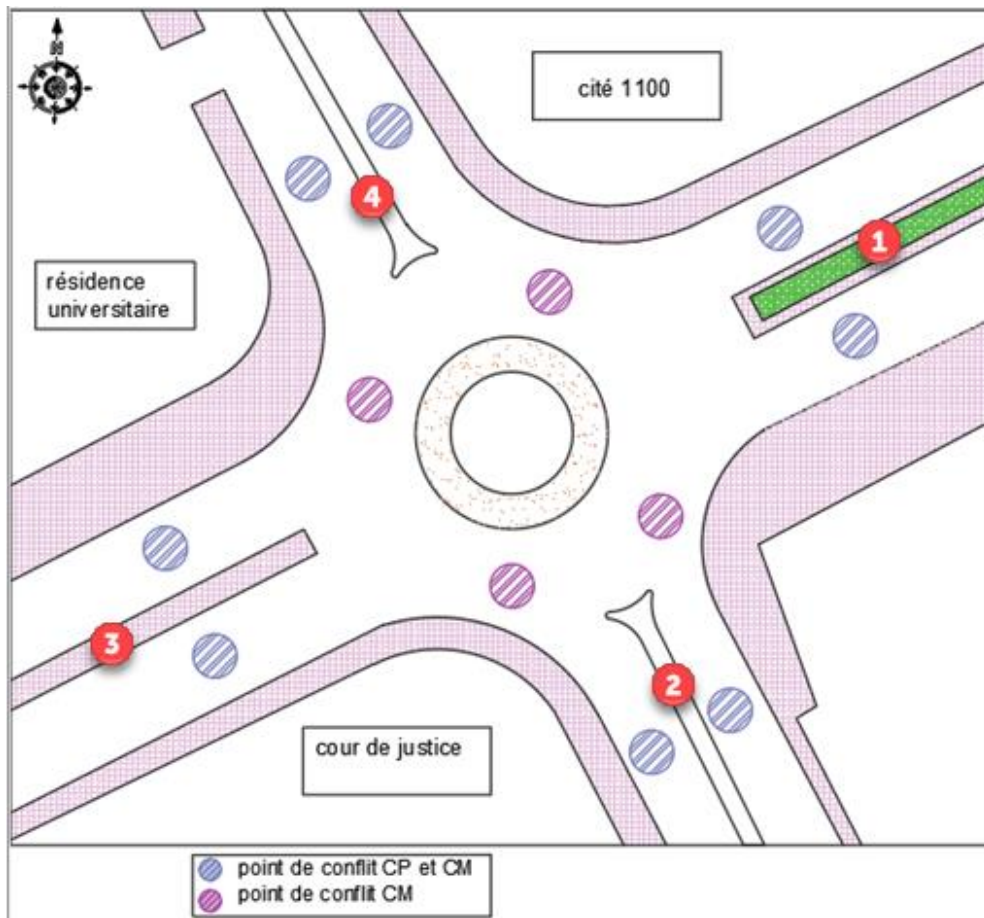 N
cité 1100
1
4
résidence
universitaire
3
2
cour de justice
point de conflit CP et CM
point de conflit CM